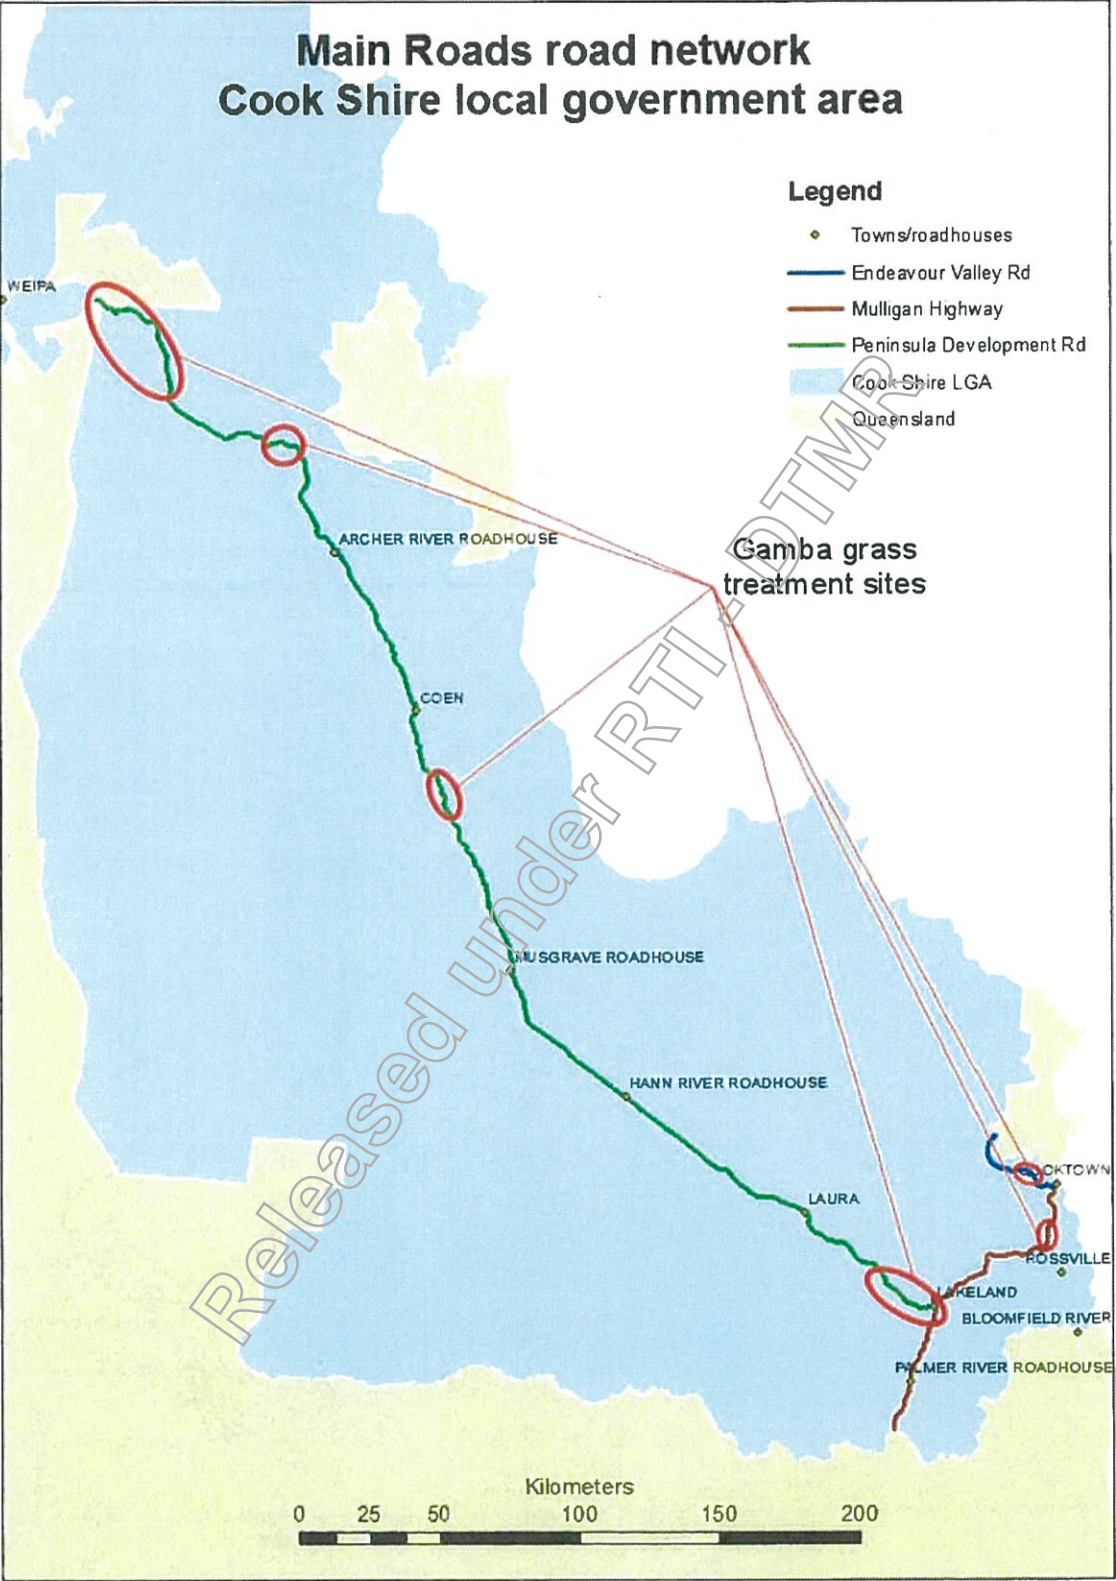 Main Roads road network
Cook Shire local government area
Legend
Towns/roadhouses
Endeavour Valley Rd
Mulligan Highway
Peninsula Development Rd
Cook Shire LGA
Queensland
WEIPA
ARCHER RIVER ROADHOUSE
Gamba grass
treatment sites
COEN
MUSGRAVE ROADHOUSE
HANN RIVER ROADHOUSE
OKTOWN
LAURA
ROSSVILLE
LAKELAND
BLOOMFIELD RIVER
PALMER RIVER ROADHOUSE
Released under RTI - DTMR
Kilometers
0 25 50 100 150 200